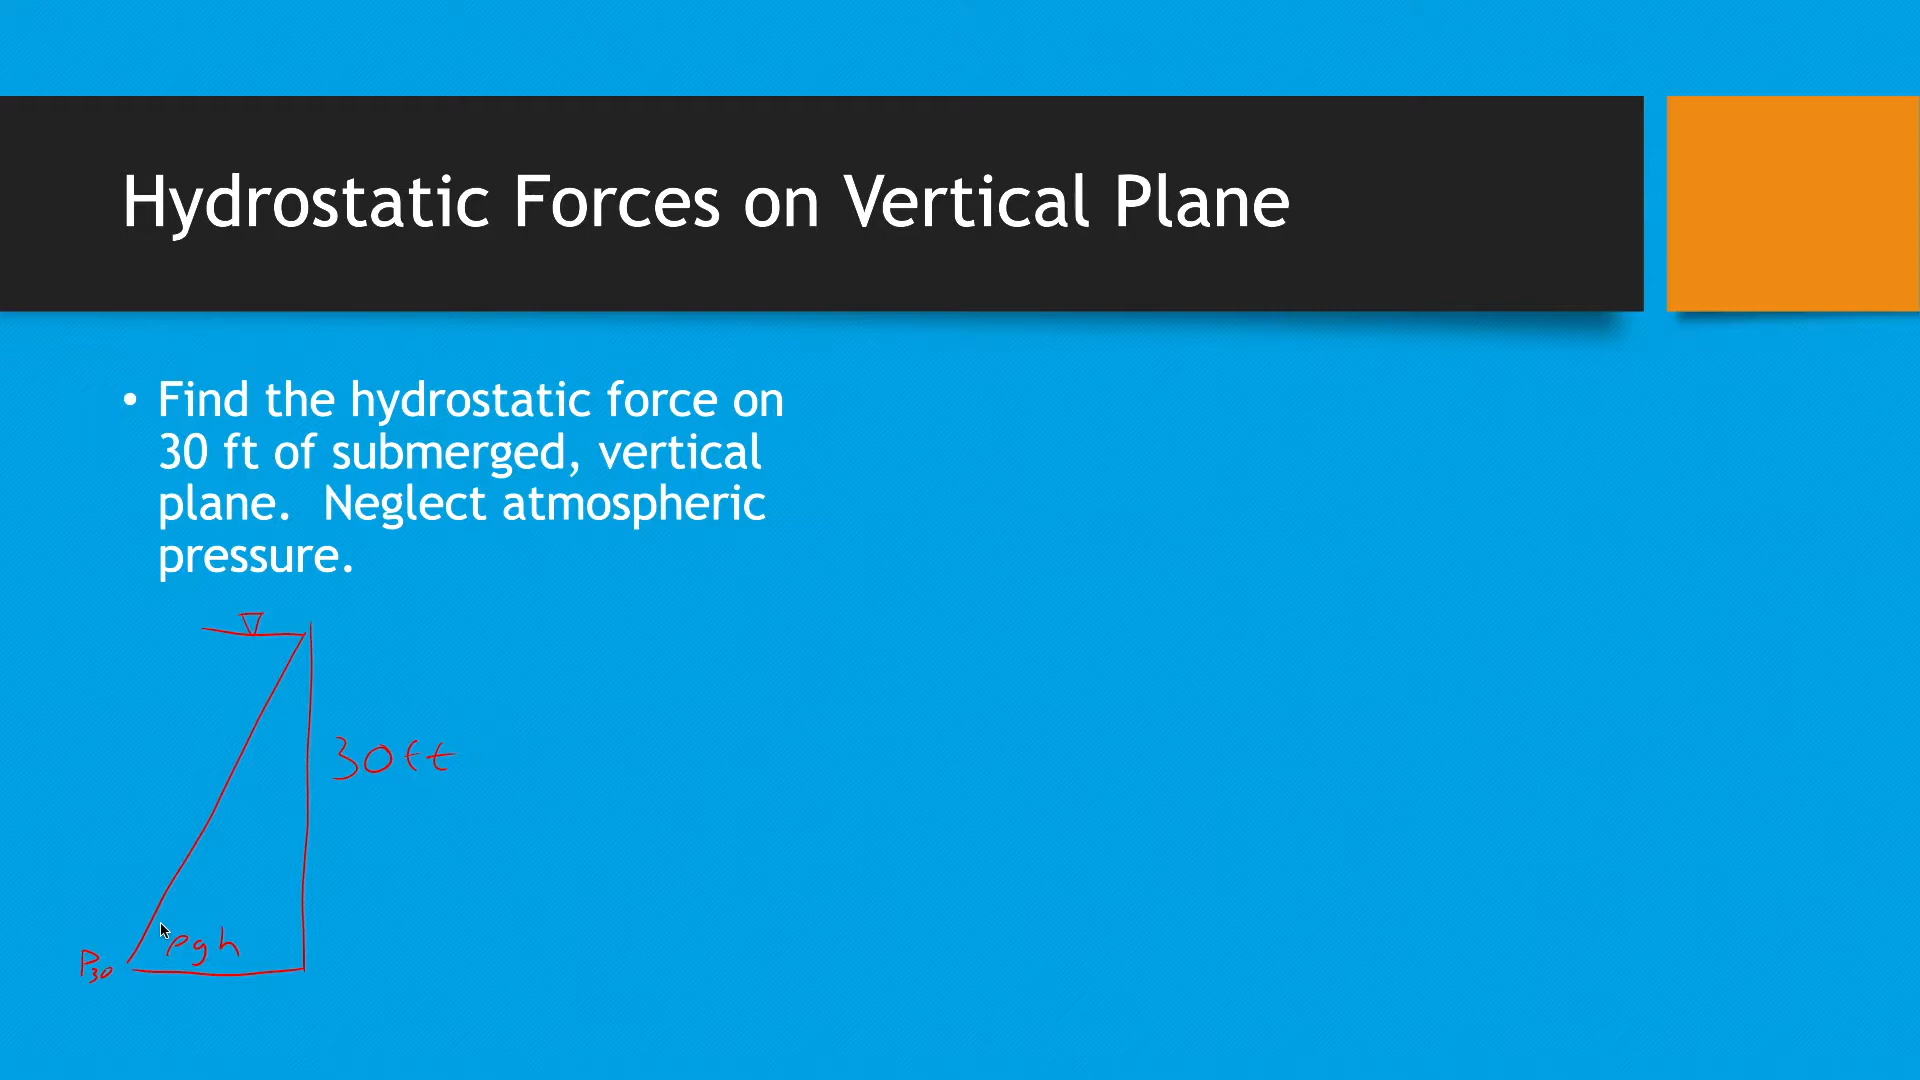 Hydrostatic Forces on Vertical Plane
• Find the hydrostatic force on
30 ft of submerged, vertical
plane.  Neglect atmospheric
pressure.
30ft
ρgh
P30